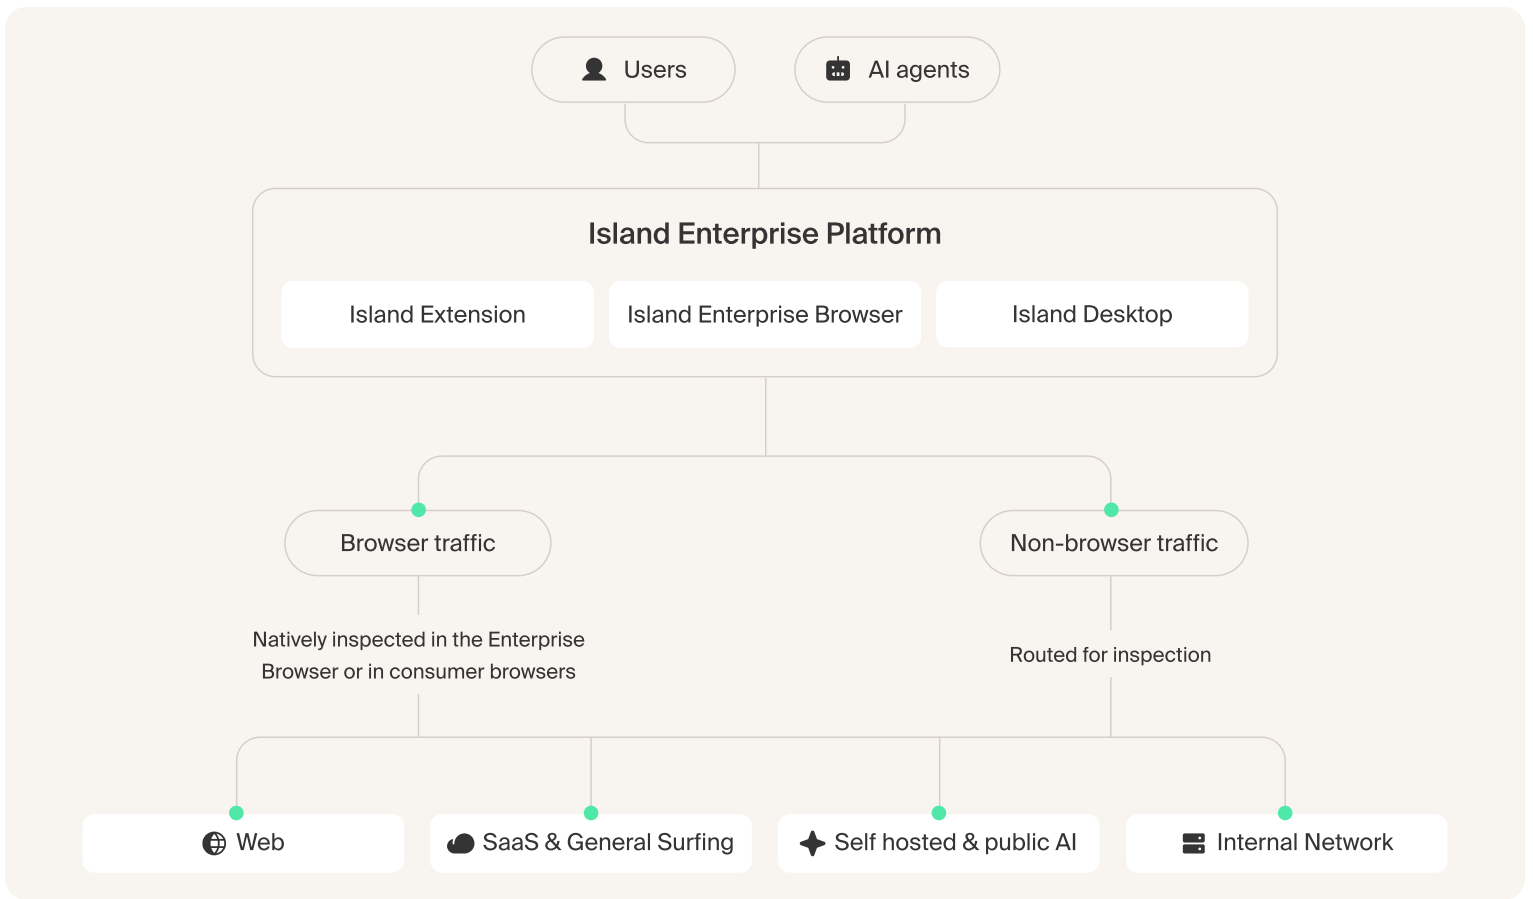 Users
AI agents
Island Enterprise Platform
Island Extension
Island Enterprise Browser
Island Desktop
Browser traffic
Non-browser traffic
Natively inspected in the Enterprise
Browser or in consumer browsers
Routed for inspection
Web
SaaS & General Surfing
Self hosted & public AI
Internal Network